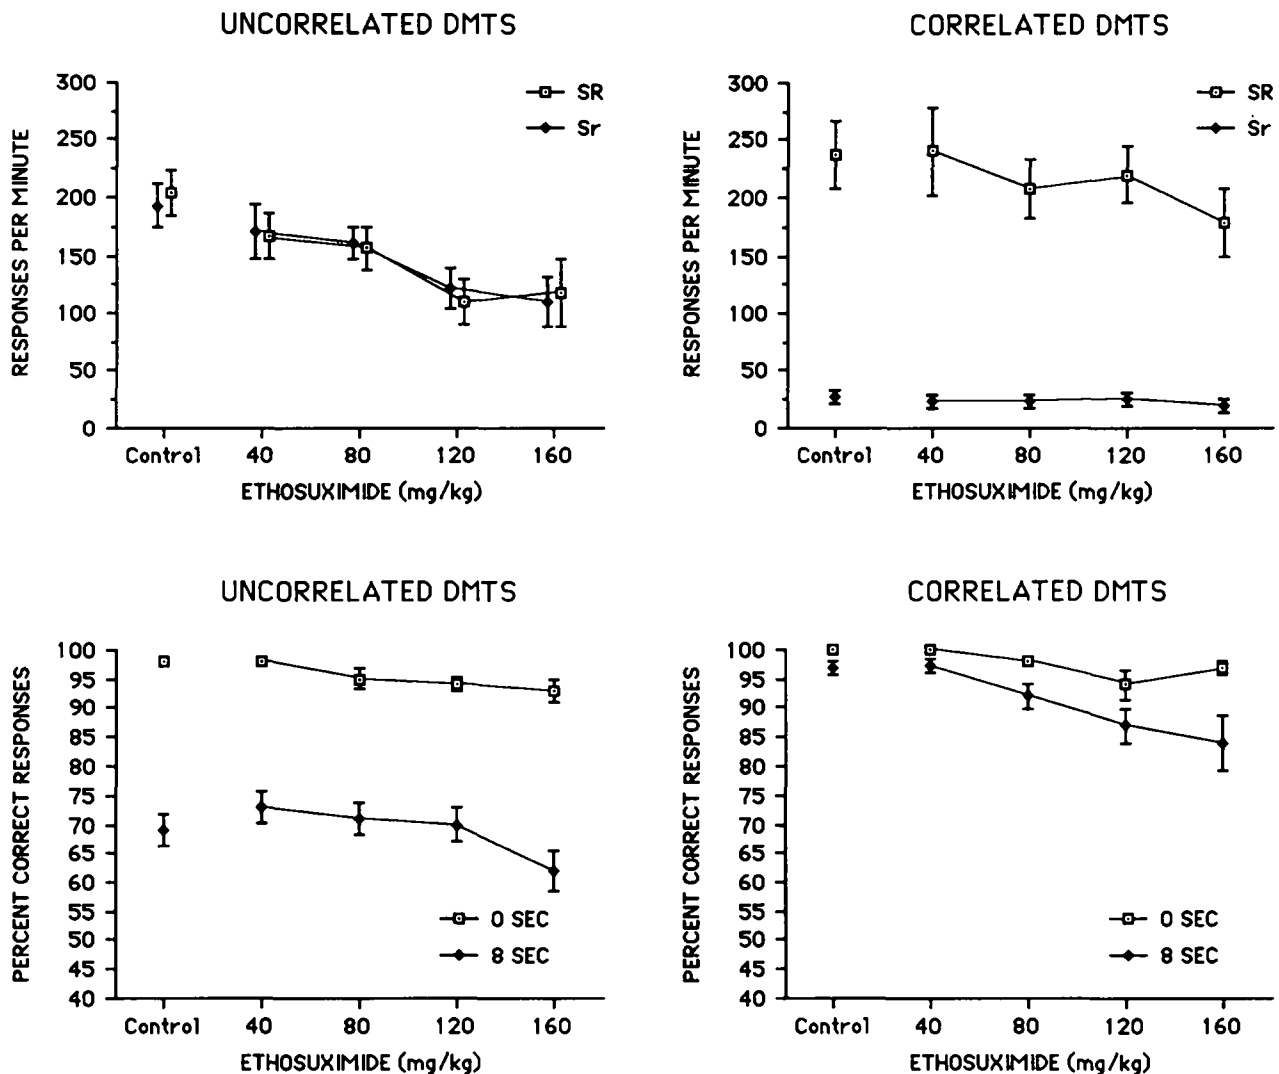 UNCORRELATED DMTS
RESPONSES PER MINUTE
300
250
200
150
100
50
0
SR
Sr
Control 40 80 120 160
ETHOSUXIMIDE (mg/kg)
CORRELATED DMTS
RESPONSES PER MINUTE
300
250
200
150
100
50
0
SR
Sr
Control 40 80 120 160
ETHOSUXIMIDE (mg/kg)
UNCORRELATED DMTS
PERCENT CORRECT RESPONSES
100
95
90
85
80
75
70
65
60
55
50
45
40
0 SEC
8 SEC
Control 40 80 120 160
ETHOSUXIMIDE (mg/kg)
CORRELATED DMTS
PERCENT CORRECT RESPONSES
100
95
90
85
80
75
70
65
60
55
50
45
40
0 SEC
8 SEC
Control 40 80 120 160
ETHOSUXIMIDE (mg/kg)